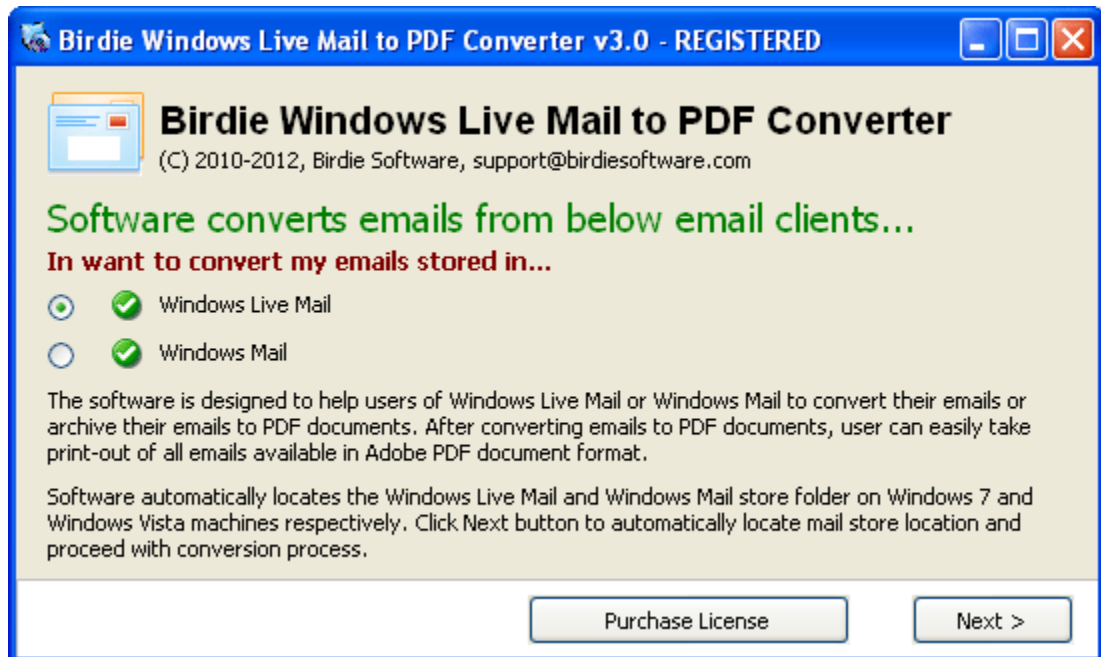 Birdie Windows Live Mail to PDF Converter v3.0 - REGISTERED
Birdie Windows Live Mail to PDF Converter
(C) 2010-2012, Birdie Software, support@birdiesoftware.com
Software converts emails from below email clients...
In want to convert my emails stored in...
Windows Live Mail
Windows Mail
The software is designed to help users of Windows Live Mail or Windows Mail to convert their emails or
archive their emails to PDF documents. After converting emails to PDF documents, user can easily take
print-out of all emails available in Adobe PDF document format.
Software automatically locates the Windows Live Mail and Windows Mail store folder on Windows 7 and
Windows Vista machines respectively. Click Next button to automatically locate mail store location and
proceed with conversion process.
Purchase License
Next >